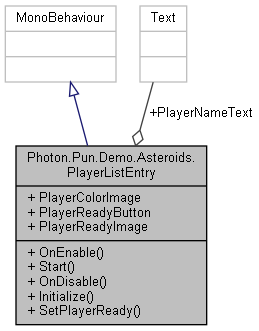 MonoBehaviour
Text
+PlayerNameText
Photon.Pun.Demo.Asteroids.
PlayerListEntry
+ PlayerColorImage
+ PlayerReadyButton
+ PlayerReadyImage
+ OnEnable()
+ Start()
+ OnDisable()
+ Initialize()
+ SetPlayerReady()